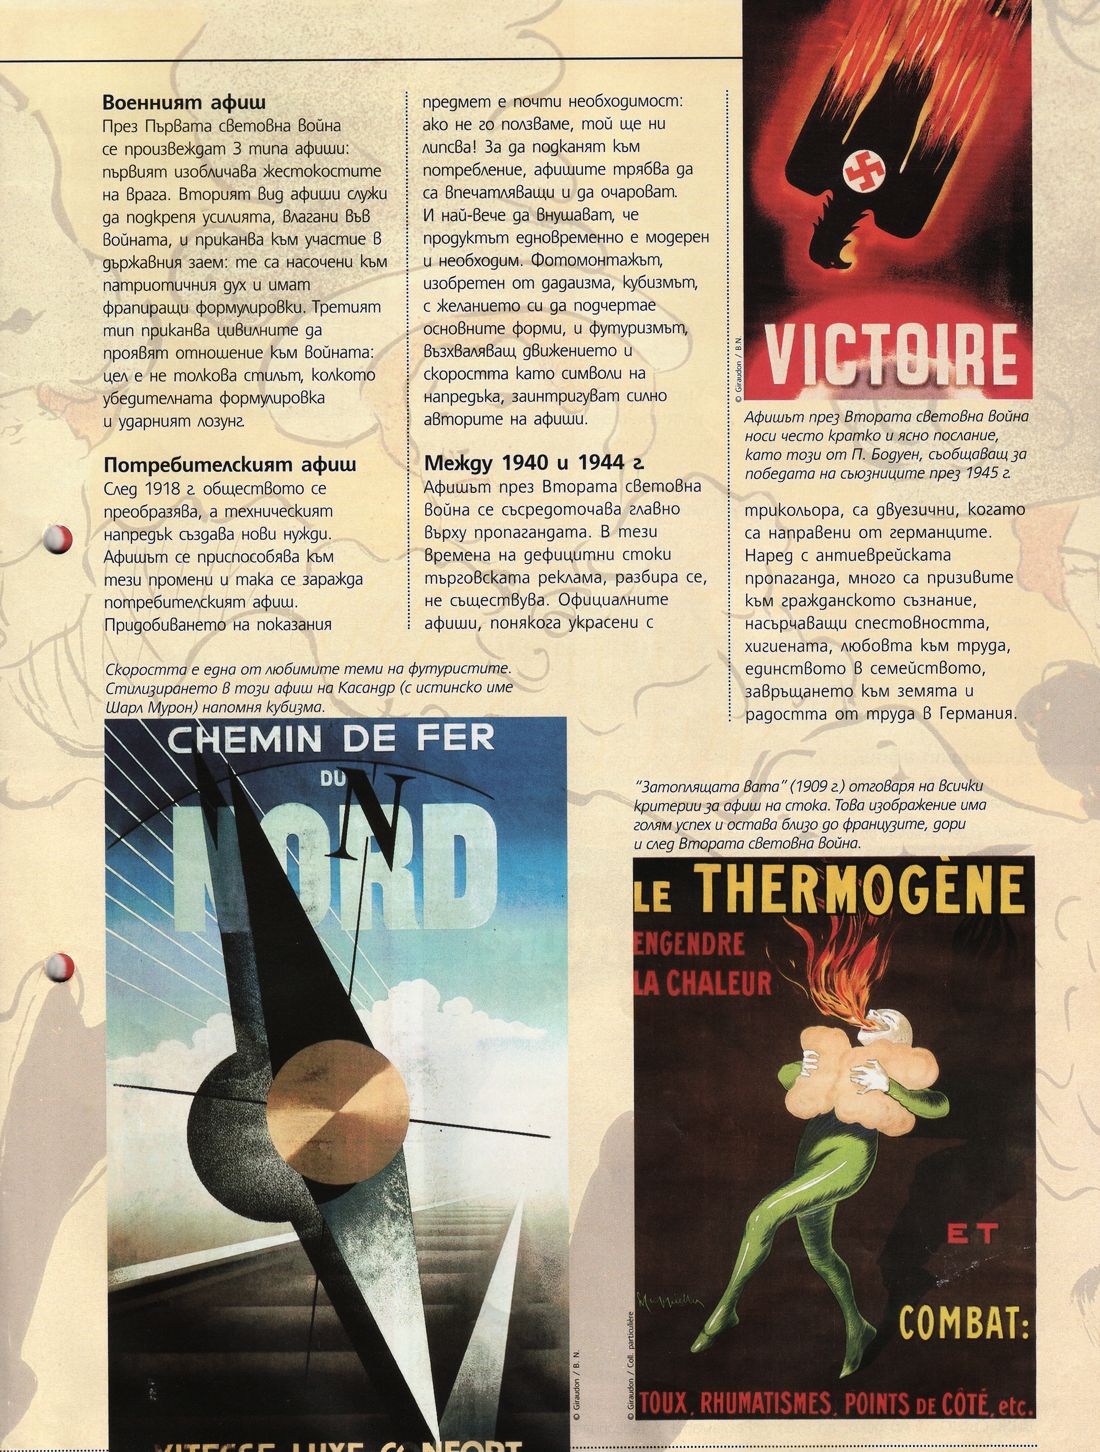 Военният афиш
През Първата световна война
се произвеждат 3 типа афиши:
първият изобличава жестокостите
на врага. Вторият вид афиши служи
да подкрепя усилията, влагани във
войната, и приканва към участие в
държавния заем: те са насочени към
патриотичния дух и имат
фрапиращи формулировки. Третият
тип приканва цивилните да
проявят отношение към войната:
цел е не толкова стилът, колкото
убедителната формулировка
и ударният лозунг.
Потребителският афиш
След 1918 г. обществото се
преобразява, а техническият
напредък създава нови нужди.
Афишът се приспособява към
тези промени и така се заражда
потребителският афиш.
Придобиването на показания
предмет е почти необходимост:
ако не го ползваме, той ще ни
липсва! За да подканят към
потребление, афишите трябва да
са впечатляващи и да очароват.
И най-вече да внушават, че
продуктът едновременно е модерен
и необходим. Фотомонтажът,
изобретен от дадаизма, кубизмът,
с желанието си да подчертае
основните форми, и футуризмът,
възхваляващ движението и
скоростта като символи на
напредъка, заинтригуват силно
авторите на афиши.
Между 1940 и 1944 г.
Афишът през Втората световна
война се съсредоточава главно
върху пропагандата. В тези
времена на дефицитни стоки
търговската реклама, разбира се,
не съществува. Официалните
афиши, понякога украсени с
VICTOIRE
© Giraudon / B.N.
Афишът през Втората световна война
носи често кратко и ясно послание,
като този от П. Бодуен, съобщаващ за
победата на съюзниците през 1945 г.
трикольора, са двуезични, когато
са направени от германците.
Наред с антиеврейската
пропаганда, много са призивите
към гражданското съзнание,
насърчаващи спестовността,
хигиената, любовта към труда,
единството в семейството,
завръщането към земята и
радостта от труда в Германия.
Скоростта е една от любимите теми на футуристите.
Стилизирането в този афиш на Касандр (с истинско име
Шарл Мурон) напомня кубизма.
CHEMIN DE FER
DU N
NORD
VITESSE LUXE CONFORT
© Giraudon / B. N.
"Затоплящата вата" (1909 г.) отговаря на всички
критерии за афиш на стока. Това изображение има
голям успех и остава близо до французите, дори
и след Втората световна война.
LE THERMOGÈNE
ENGENDRE
LA CHALEUR
ET
COMBAT:
TOUX, RHUMATISMES, POINTS DE CÔTÉ, etc.
© Giraudon / Coll. particulière